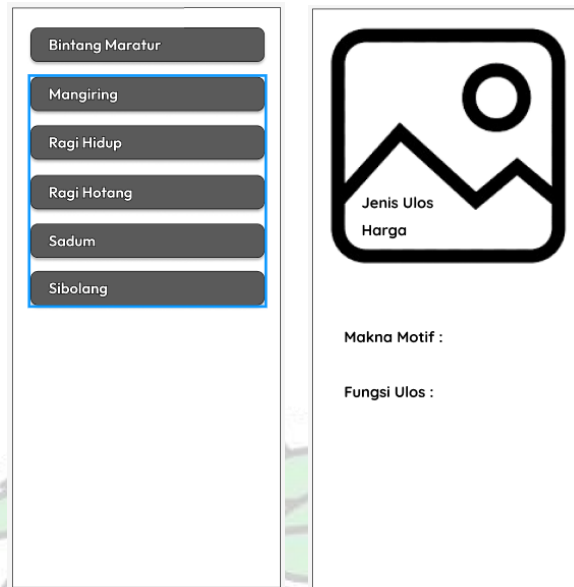 Bintang Maratur
Mangiring
Ragi Hidup
Ragi Hotang
Sadum
Sibolang
Jenis Ulos
Harga
Makna Motif :
Fungsi Ulos :